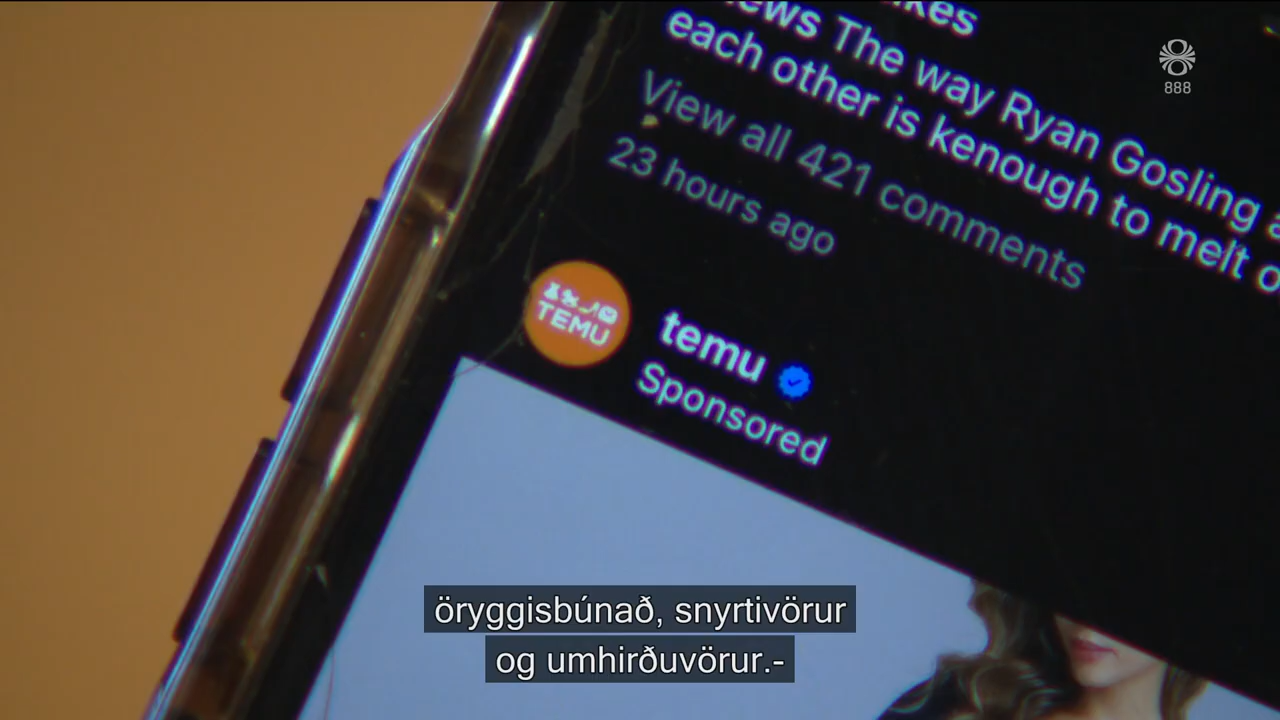 each other is kenough to melt
The way Ryan Gosling
View all 421 comments
23 hours ago
888
TEMU
temu
Sponsored
öryggisbúnað, snyrtivörur
og umhirðuvörur.-